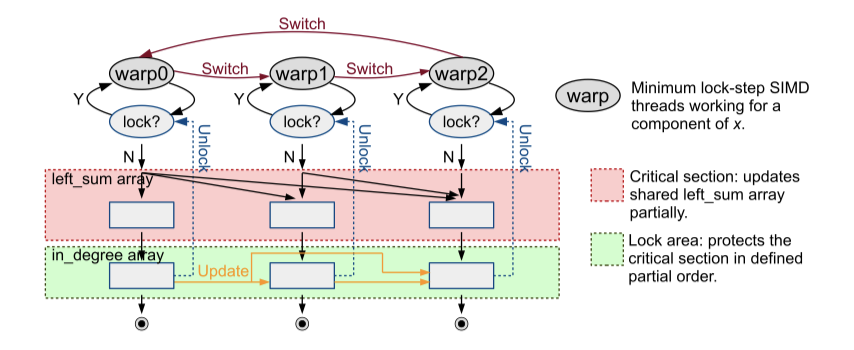 Switch
warp0
Switch
warp1
Switch
warp2
Y
Y
Y
lock?
lock?
lock?
N
N
N
Unlock
Unlock
Unlock
left_sum array
in_degree array
Update
warp
Minimum lock-step SIMD
threads working for a
component of x.
Critical section: updates
shared left_sum array
partially.
Lock area: protects the
critical section in defined
partial order.